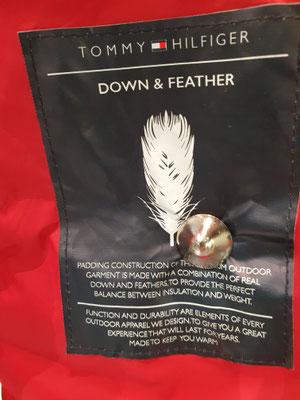 TOMMY HILFIGER
DOWN & FEATHER
PADDING CONSTRUCTION OF THIS OUTDOOR
GARMENT IS MADE WITH A COMBINATION OF REAL
DOWN AND FEATHERS, TO PROVIDE THE PERFECT
BALANCE BETWEEN INSULATION AND WEIGHT.
FUNCTION AND DURABILITY ARE ELEMENTS OF EVERY
OUTDOOR APPAREL WE DESIGN, TO GIVE YOU A GREAT
EXPERIENCE THAT WILL LAST FOR YEARS.
MADE TO KEEP YOU WARM